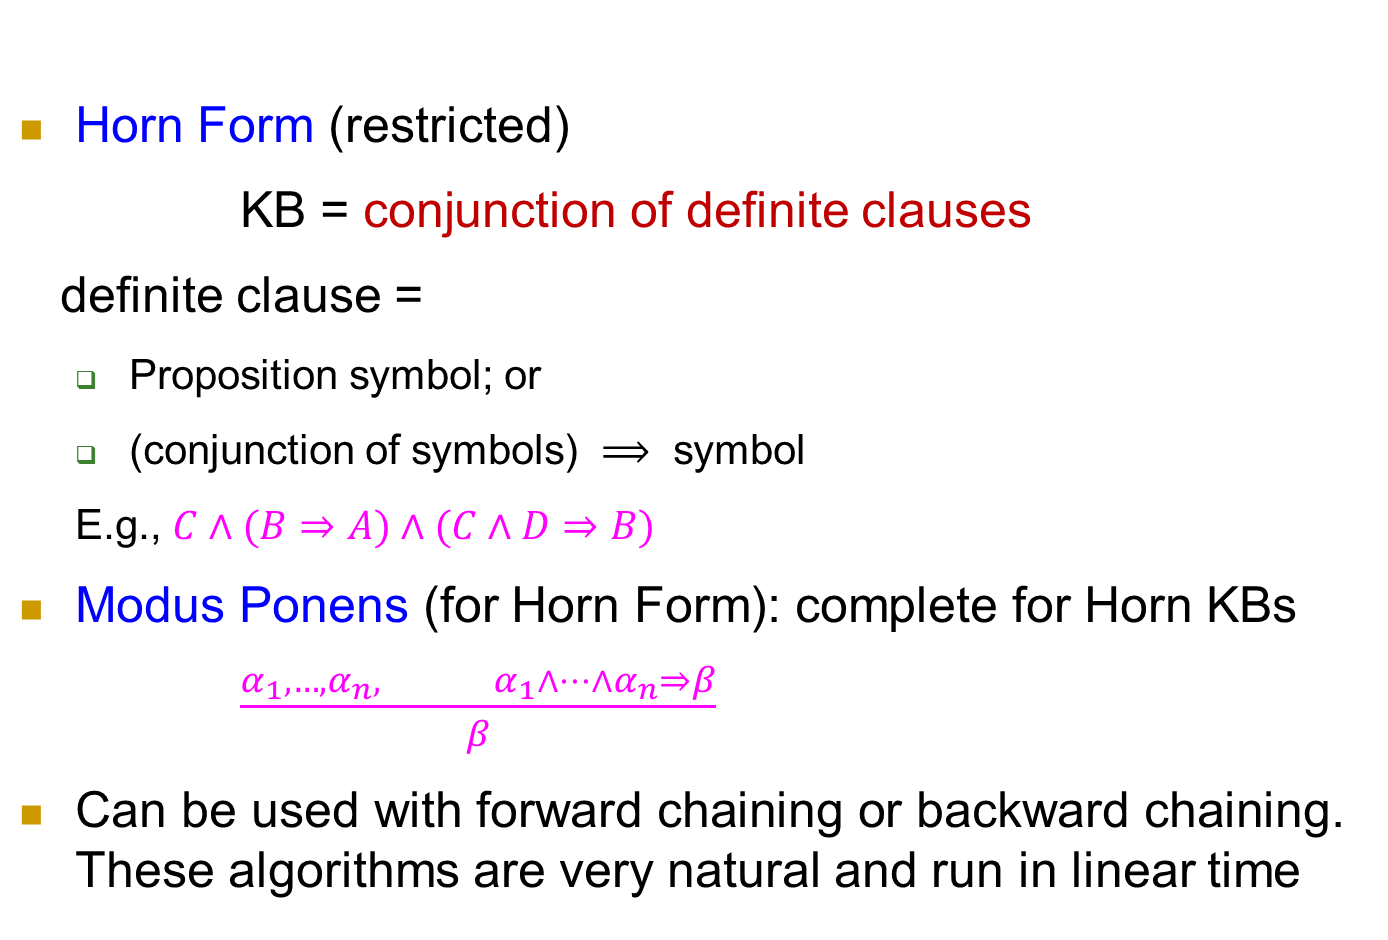 Horn Form (restricted)
KB = conjunction of definite clauses
definite clause =
Proposition symbol; or
(conjunction of symbols) ⟹ symbol
E.g., C ∧ (B ⇒ A) ∧ (C ∧ D ⇒ B)
Modus Ponens (for Horn Form): complete for Horn KBs
α₁,…,αₙ, α₁∧⋯∧αₙ⇒β
β
Can be used with forward chaining or backward chaining.
These algorithms are very natural and run in linear time